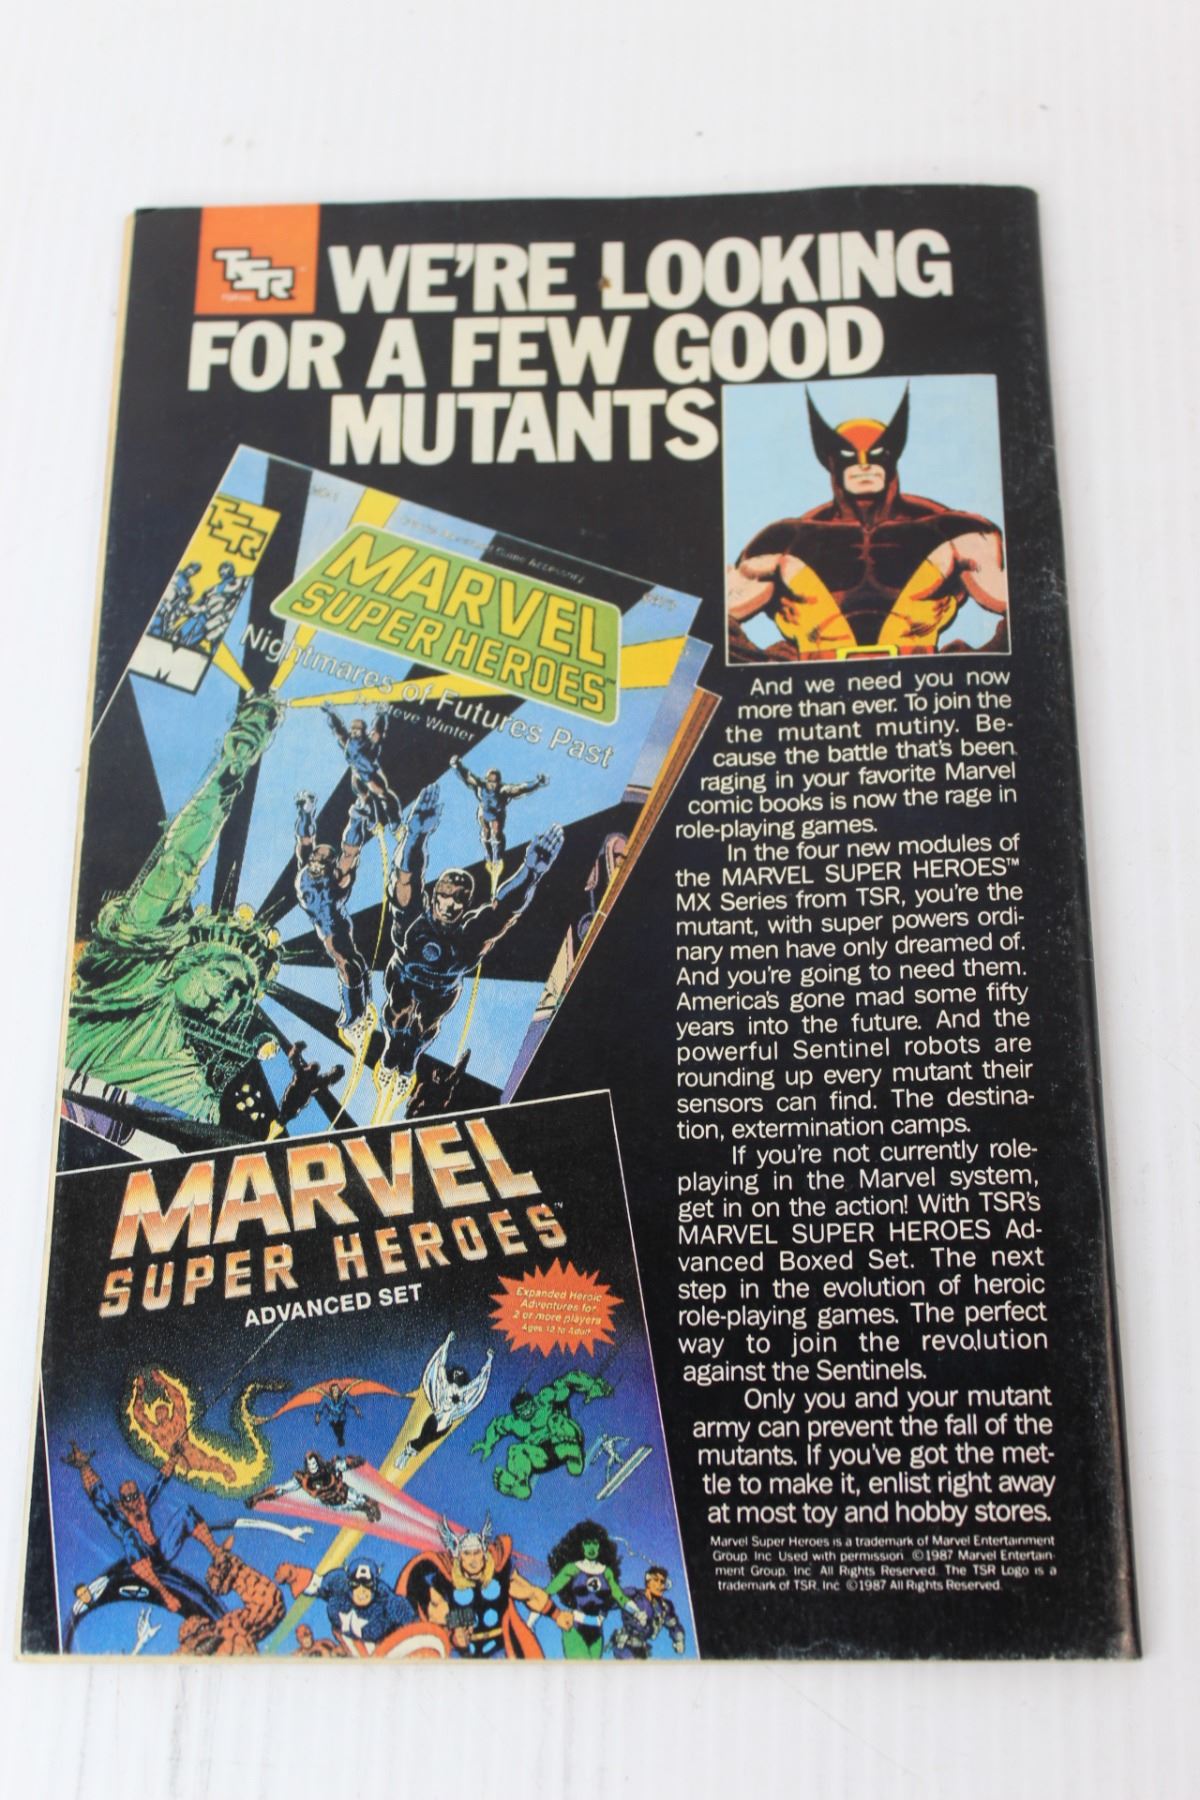 TSR
WE'RE LOOKING
FOR A FEW GOOD
MUTANTS
TSR
MARVEL
SUPER HEROES™
Nightmares of Futures Past
by Steve Winter
And we need you now
more than ever. To join the
the mutant mutiny. Be-
cause the battle that's been
raging in your favorite Marvel
comic books is now the rage in
role-playing games.
In the four new modules of
the MARVEL SUPER HEROES™
MX Series from TSR, you're the
mutant, with super powers ordi-
nary men have only dreamed of.
And you're going to need them.
America's gone mad some fifty
years into the future. And the
powerful Sentinel robots are
rounding up every mutant their
sensors can find. The destina-
tion, extermination camps.
If you're not currently role-
playing in the Marvel system,
get in on the action! With TSR's
MARVEL SUPER HEROES Ad-
vanced Boxed Set. The next
step in the evolution of heroic
role-playing games. The perfect
way to join the revolution
against the Sentinels.
Only you and your mutant
army can prevent the fall of the
mutants. If you've got the met-
tle to make it, enlist right away
at most toy and hobby stores.
Marvel Super Heroes is a trademark of Marvel Entertainment
Group, Inc. Used with permission. ©1987 Marvel Entertain-
ment Group, Inc. All Rights Reserved. The TSR Logo is a
trademark of TSR, Inc. ©1987 All Rights Reserved.
MARVEL
SUPER HEROES™
ADVANCED SET
Expanded Heroic
Adventures for
2 or more players
Ages 12 to Adult